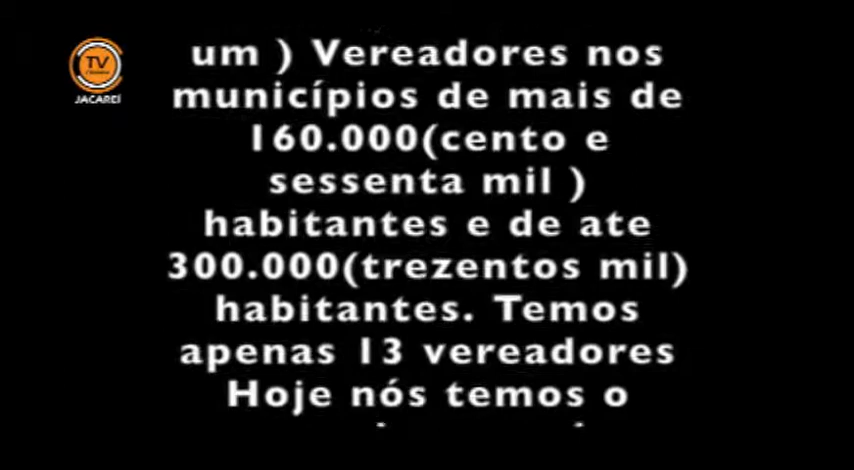 TV
JACAREÍ
um ) Vereadores nos
municípios de mais de
160.000(cento e
sessenta mil )
habitantes e de ate
300.000(trezentos mil)
habitantes. Temos
apenas 13 vereadores
Hoje nós temos o